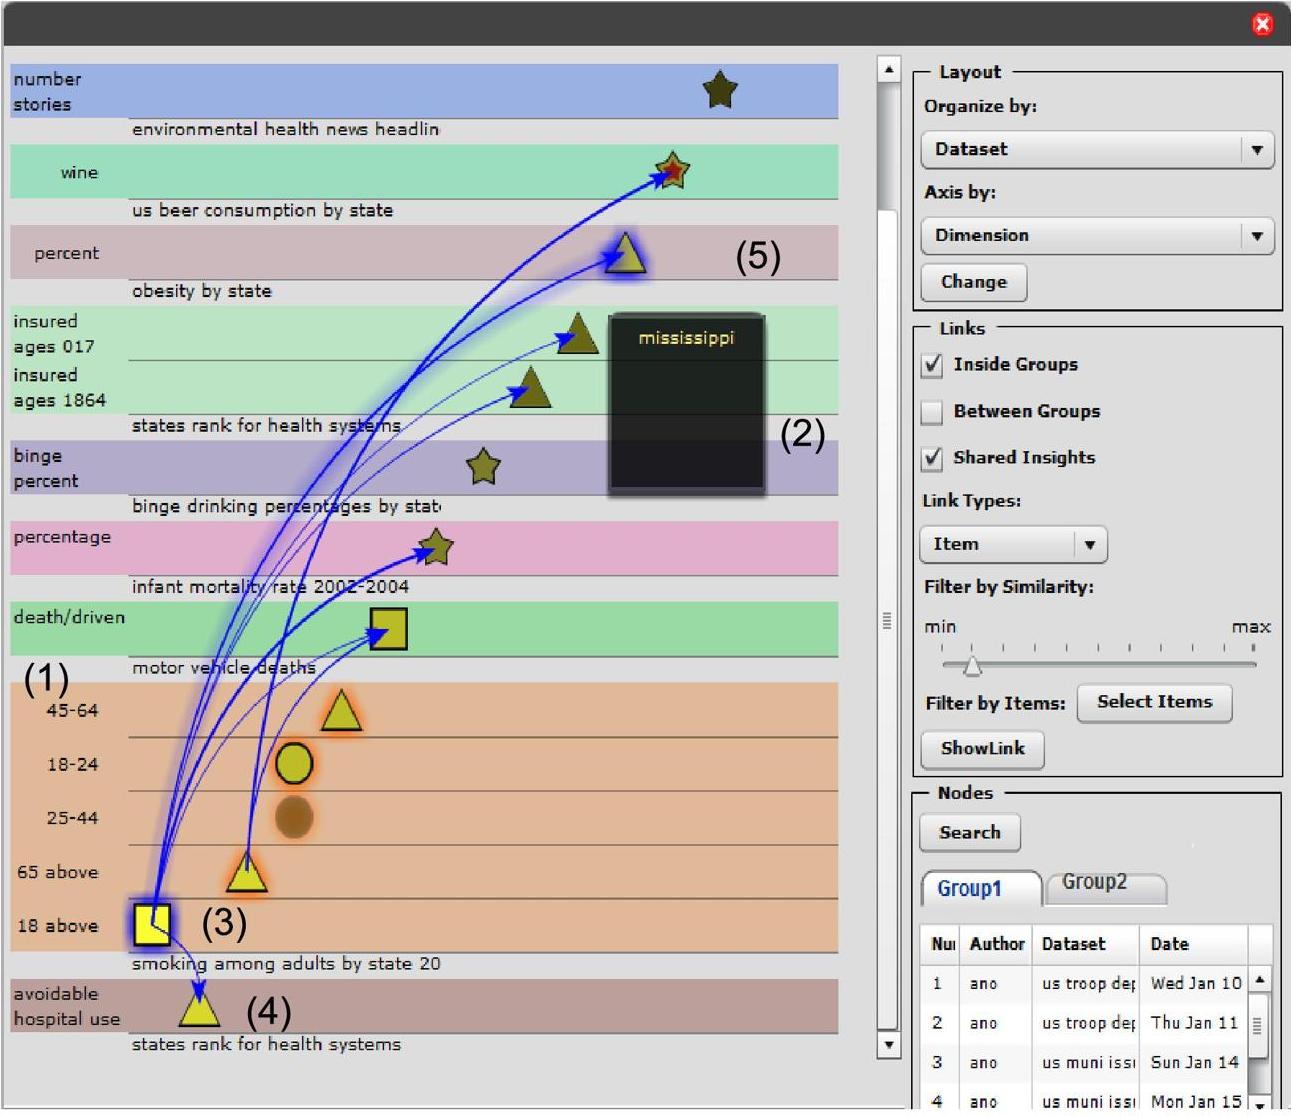 number
stories
environmental health news headlin
wine
us beer consumption by state
percent
(5)
obesity by state
insured
ages 017
mississippi
insured
ages 1864
states rank for health systems
(2)
binge
percent
binge drinking percentages by stat
percentage
infant mortality rate 2002-2004
death/driven
motor vehicle deaths
(1)
45-64
18-24
25-44
65 above
18 above
(3)
smoking among adults by state 20
avoidable
hospital use
(4)
states rank for health systems
Layout
Organize by:
Dataset
Axis by:
Dimension
Change
Links
Inside Groups
Between Groups
Shared Insights
Link Types:
Item
Filter by Similarity:
min max
Filter by Items: Select Items
ShowLink
Nodes
Search
Group1 Group2
Nu Author Dataset Date
1 ano us troop dep Wed Jan 10
2 ano us troop dep Thu Jan 11
3 ano us muni issu Sun Jan 14
4 ano us muni issu Mon Jan 15